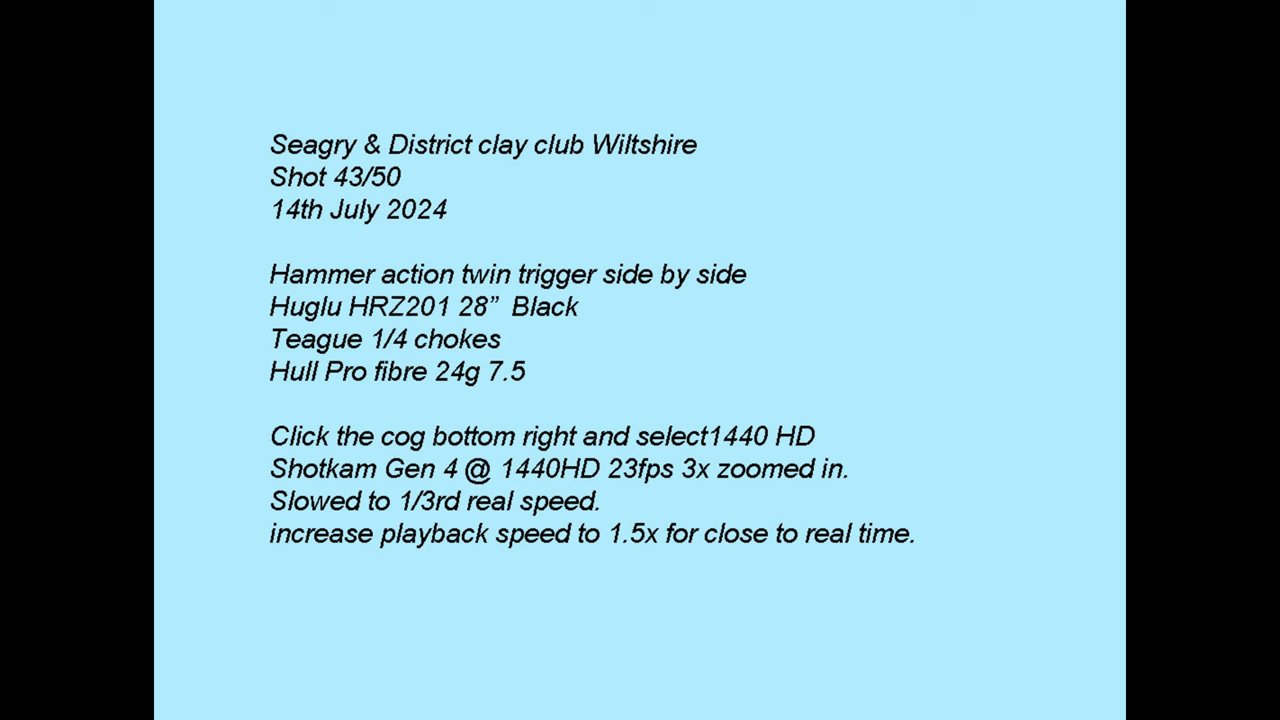 Seagry & District clay club Wiltshire
Shot 43/50
14th July 2024
Hammer action twin trigger side by side
Huglu HRZ201 28” Black
Teague 1/4 chokes
Hull Pro fibre 24g 7.5
Click the cog bottom right and select1440 HD
Shotkam Gen 4 @ 1440HD 23fps 3x zoomed in.
Slowed to 1/3rd real speed.
increase playback speed to 1.5x for close to real time.